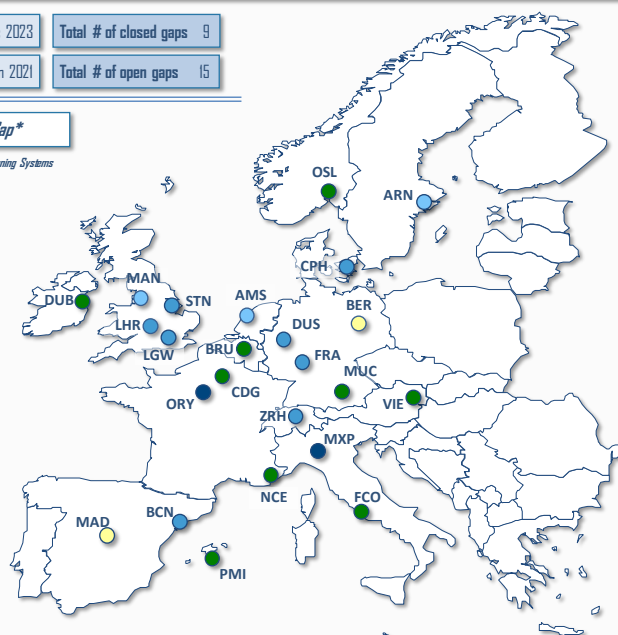 2023
Total # of closed gaps 9
2021
Total # of open gaps 15
ap*
ning Systems
OSL
ARN
CPH
MAN
DUB
STN
AMS
BER
LHR
DUS
LGW
BRU
FRA
MUC
CDG
ORY
VIE
ZRH
MXP
NCE
FCO
BCN
MAD
PMI